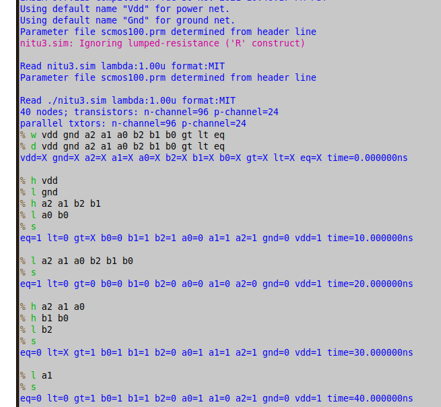 Using default name "Vdd" for power net.
Using default name "Gnd" for ground net.
Parameter file scmos100.prm determined from header line
nitu3.sim: Ignoring lumped-resistance ('R' construct)
Read nitu3.sim lambda:1.00u format:MIT
Parameter file scmos100.prm determined from header line
Read ./nitu3.sim lambda:1.00u format:MIT
40 nodes; transistors: n-channel=96 p-channel=24
parallel txtors: n-channel=96 p-channel=24
% w vdd gnd a2 a1 a0 b2 b1 b0 gt lt eq
% d vdd gnd a2 a1 a0 b2 b1 b0 gt lt eq
vdd=X gnd=X a2=X a1=X a0=X b2=X b1=X b0=X gt=X lt=X eq=X time=0.000000ns
% h vdd
% l gnd
% h a2 a1 b2 b1
% l a0 b0
% s
eq=1 lt=0 gt=X b0=0 b1=1 b2=1 a0=0 a1=1 a2=1 gnd=0 vdd=1 time=10.000000ns
% l a2 a1 a0 b2 b1 b0
% s
eq=1 lt=0 gt=0 b0=0 b1=0 b2=0 a0=0 a1=0 a2=0 gnd=0 vdd=1 time=20.000000ns
% h a2 a1 a0
% h b1 b0
% l b2
% s
eq=0 lt=X gt=1 b0=1 b1=1 b2=0 a0=1 a1=1 a2=1 gnd=0 vdd=1 time=30.000000ns
% l a1
% s
eq=0 lt=0 gt=1 b0=1 b1=1 b2=0 a0=1 a1=0 a2=1 gnd=0 vdd=1 time=40.000000ns